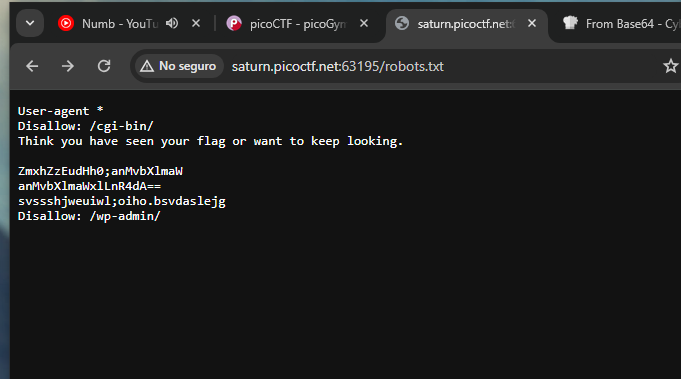 Numb - YouTu
picoCTF - picoGyn
saturn.picoctf.net:
From Base64 - Cy
No seguro
saturn.picoctf.net:63195/robots.txt
User-agent *
Disallow: /cgi-bin/
Think you have seen your flag or want to keep looking.
ZmxhZzEudHh0;anMvbXlmaW
anMvbXlmaWxlLnR4dA==
svssshjweuiwl;oiho.bsvdaslejg
Disallow: /wp-admin/